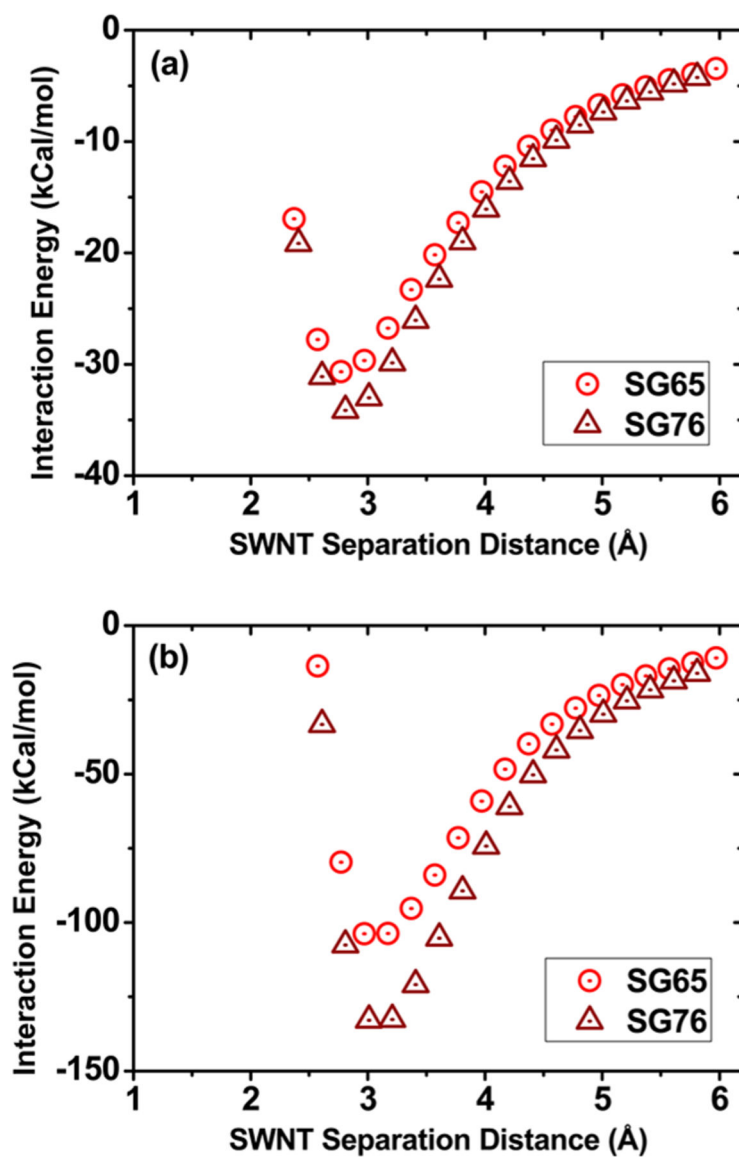 0
(a)
-10
-20
-30
-40
Interaction Energy (kCal/mol)
SG65
SG76
1 2 3 4 5 6
SWNT Separation Distance (Å)
0
(b)
-50
-100
-150
Interaction Energy (kCal/mol)
SG65
SG76
1 2 3 4 5 6
SWNT Separation Distance (Å)